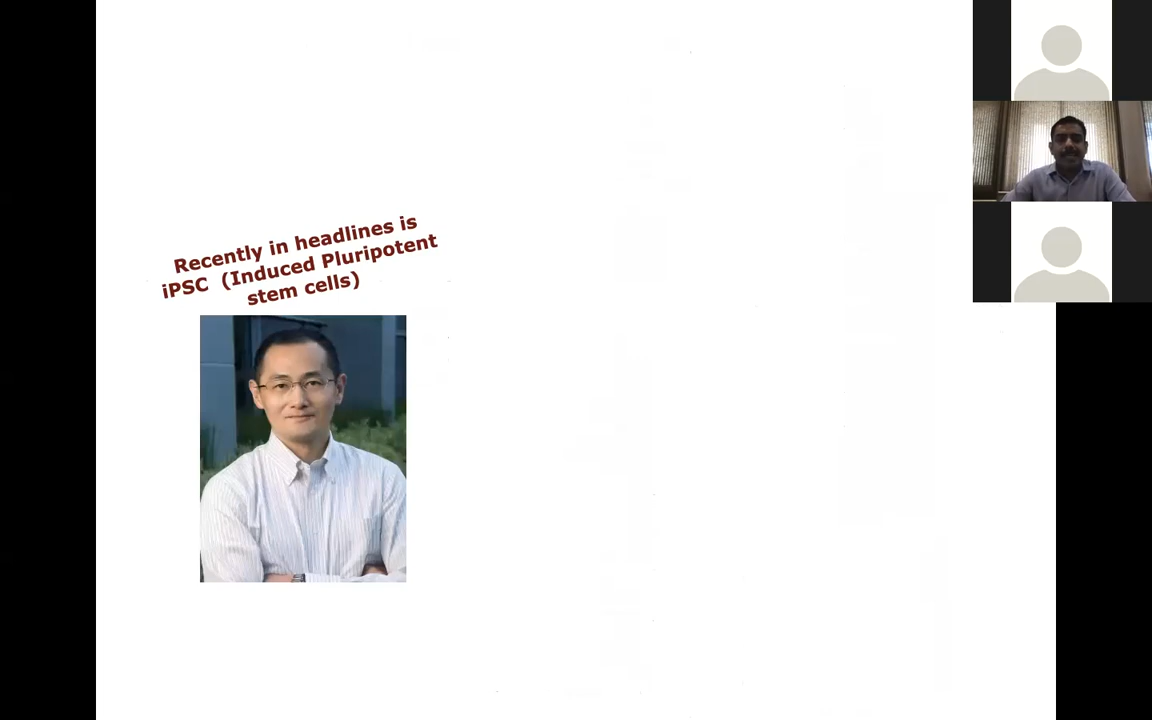 Recently in headlines is
iPSC (Induced Pluripotent
stem cells)